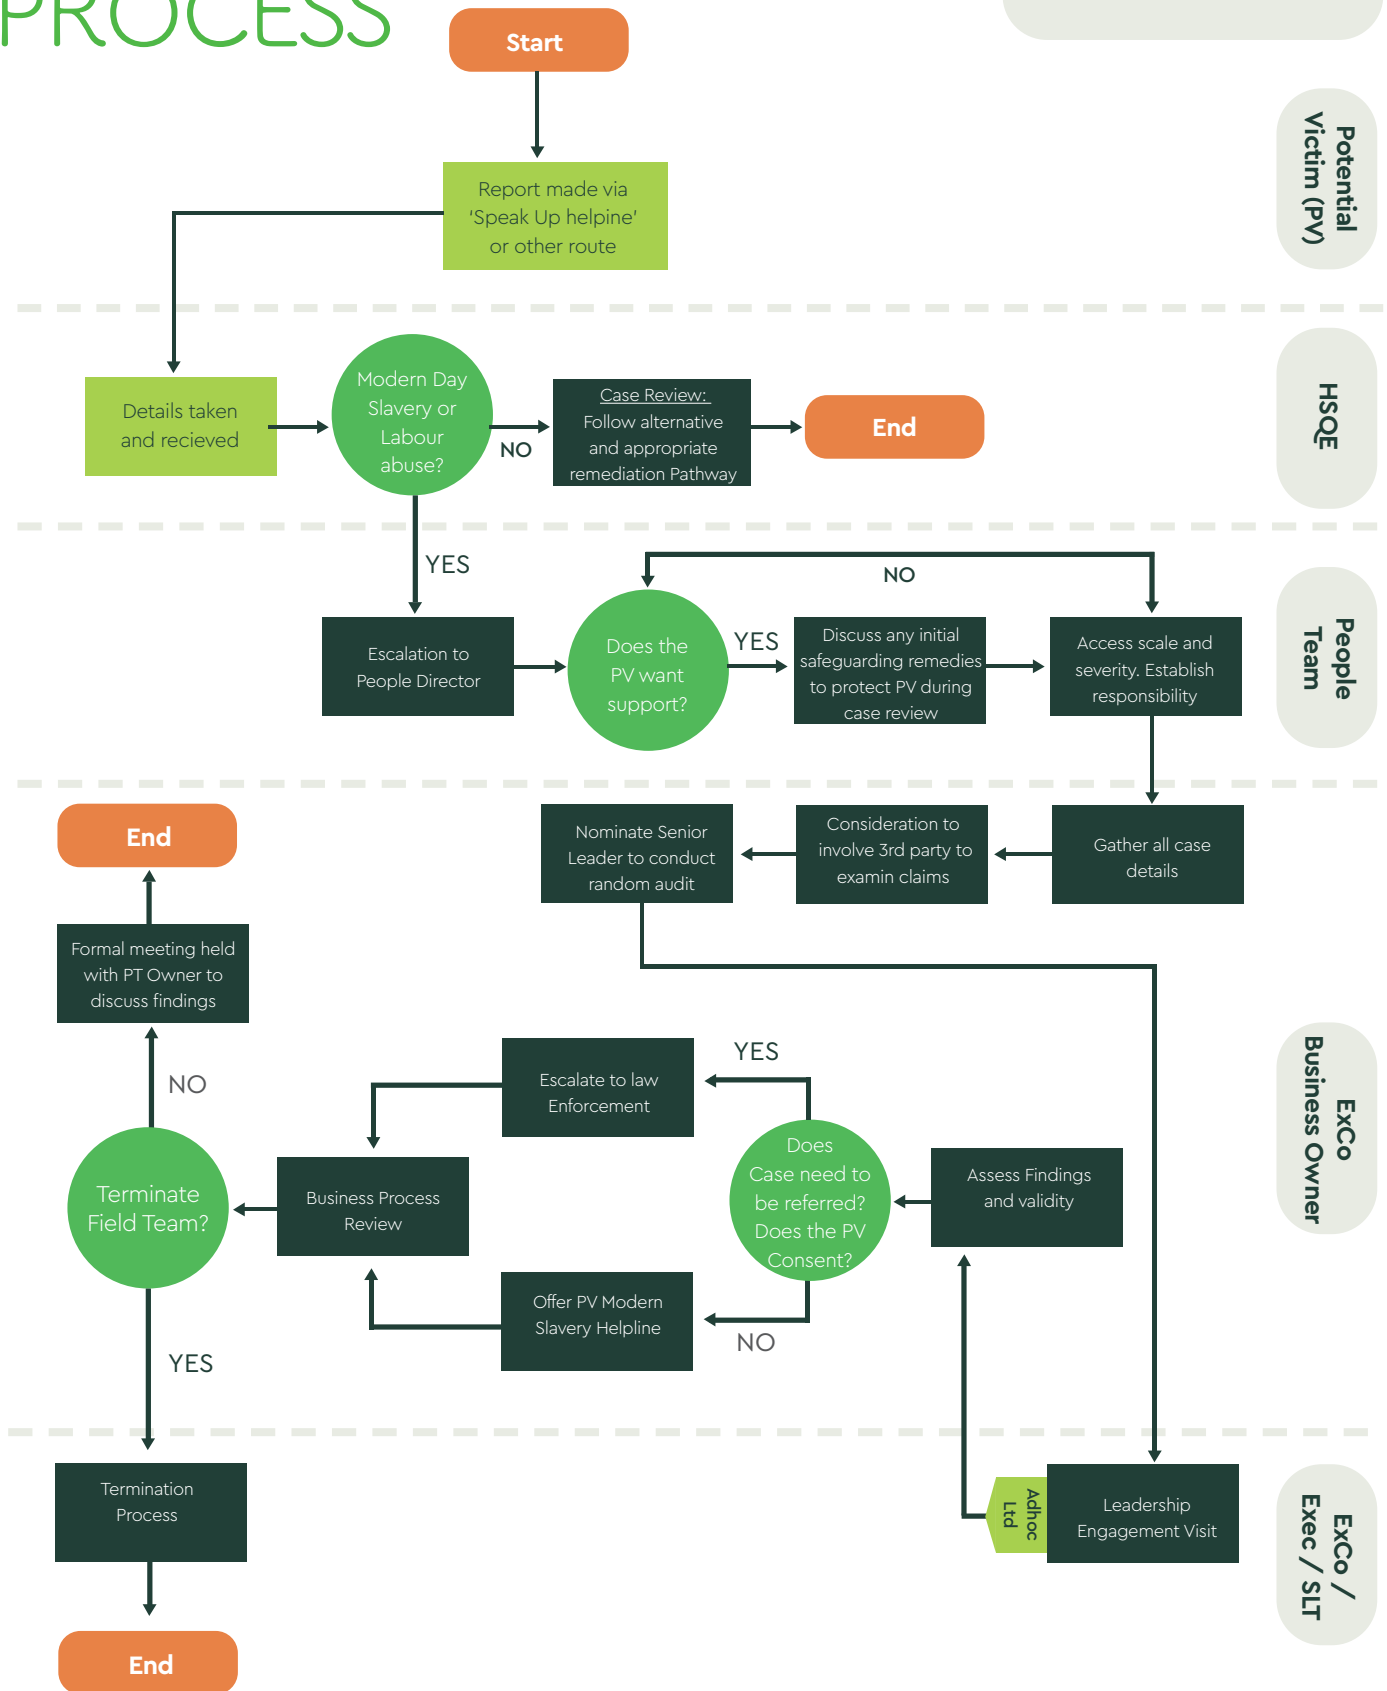 PROCESS
Start
Report made via
‘Speak Up helpine’
or other route
Potential
Victim (PV)
Details taken
and recieved
Modern Day
Slavery or
Labour
abuse?
NO
Case Review:
Follow alternative
and appropriate
remediation Pathway
End
HSQE
YES
Escalation to
People Director
Does the
PV want
support?
YES
NO
Discuss any initial
safeguarding remedies
to protect PV during
case review
Access scale and
severity. Establish
responsibility
People
Team
Gather all case
details
Consideration to
involve 3rd party to
examin claims
Nominate Senior
Leader to conduct
random audit
End
Formal meeting held
with PT Owner to
discuss findings
NO
Terminate
Field Team?
YES
Business Process
Review
Escalate to law
Enforcement
YES
Does
Case need to
be referred?
Does the PV
Consent?
NO
Offer PV Modern
Slavery Helpline
Assess Findings
and validity
ExCo
Business Owner
Termination
Process
End
Adhoc
Ltd
Leadership
Engagement Visit
ExCo /
Exec / SLT